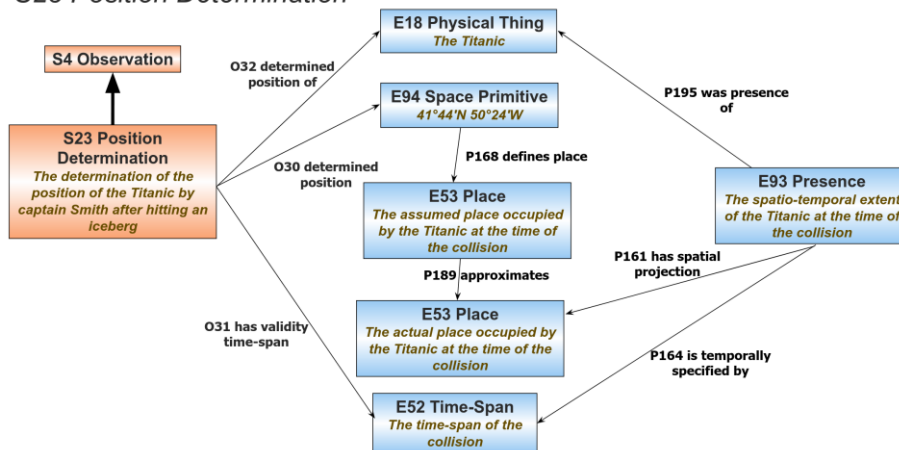 S23 Position Determination
S4 Observation
S23 Position
Determination
The determination of the
position of the Titanic by
captain Smith after hitting an
iceberg
O32 determined
position of
O30 determined
position
O31 has validity
time-span
E18 Physical Thing
The Titanic
E94 Space Primitive
41°44'N 50°24'W
P168 defines place
E53 Place
The assumed place occupied
by the Titanic at the time of
the collision
P189 approximates
E53 Place
The actual place occupied by
the Titanic at the time of the
collision
E52 Time-Span
The time-span of the
collision
P195 was presence
of
E93 Presence
The spatio-temporal extent
of the Titanic at the time of
the collision
P161 has spatial
projection
P164 is temporally
specified by